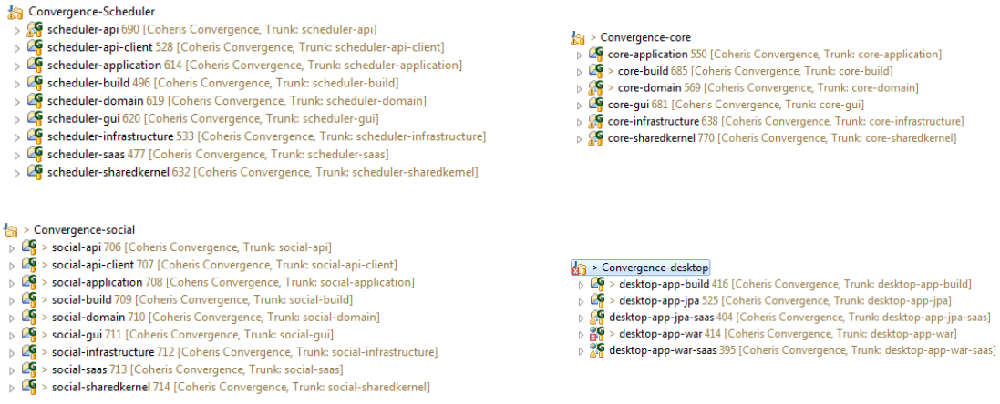 Convergence-Scheduler
scheduler-api 690 [Coheris Convergence, Trunk: scheduler-api]
scheduler-api-client 528 [Coheris Convergence, Trunk: scheduler-api-client]
scheduler-application 614 [Coheris Convergence, Trunk: scheduler-application]
scheduler-build 496 [Coheris Convergence, Trunk: scheduler-build]
scheduler-domain 619 [Coheris Convergence, Trunk: scheduler-domain]
scheduler-gui 620 [Coheris Convergence, Trunk: scheduler-gui]
scheduler-infrastructure 533 [Coheris Convergence, Trunk: scheduler-infrastructure]
scheduler-saas 477 [Coheris Convergence, Trunk: scheduler-saas]
scheduler-sharedkernel 632 [Coheris Convergence, Trunk: scheduler-sharedkernel]
> Convergence-core
core-application 550 [Coheris Convergence, Trunk: core-application]
> core-build 685 [Coheris Convergence, Trunk: core-build]
> core-domain 569 [Coheris Convergence, Trunk: core-domain]
core-gui 681 [Coheris Convergence, Trunk: core-gui]
core-infrastructure 638 [Coheris Convergence, Trunk: core-infrastructure]
core-sharedkernel 770 [Coheris Convergence, Trunk: core-sharedkernel]
> Convergence-social
> social-api 706 [Coheris Convergence, Trunk: social-api]
> social-api-client 707 [Coheris Convergence, Trunk: social-api-client]
> social-application 708 [Coheris Convergence, Trunk: social-application]
> social-build 709 [Coheris Convergence, Trunk: social-build]
> social-domain 710 [Coheris Convergence, Trunk: social-domain]
> social-gui 711 [Coheris Convergence, Trunk: social-gui]
> social-infrastructure 712 [Coheris Convergence, Trunk: social-infrastructure]
> social-saas 713 [Coheris Convergence, Trunk: social-saas]
> social-sharedkernel 714 [Coheris Convergence, Trunk: social-sharedkernel]
> Convergence-desktop
> desktop-app-build 416 [Coheris Convergence, Trunk: desktop-app-build]
> desktop-app-jpa 525 [Coheris Convergence, Trunk: desktop-app-jpa]
desktop-app-jpa-saas 404 [Coheris Convergence, Trunk: desktop-app-jpa-saas]
> desktop-app-war 414 [Coheris Convergence, Trunk: desktop-app-war]
desktop-app-war-saas 395 [Coheris Convergence, Trunk: desktop-app-war-saas]